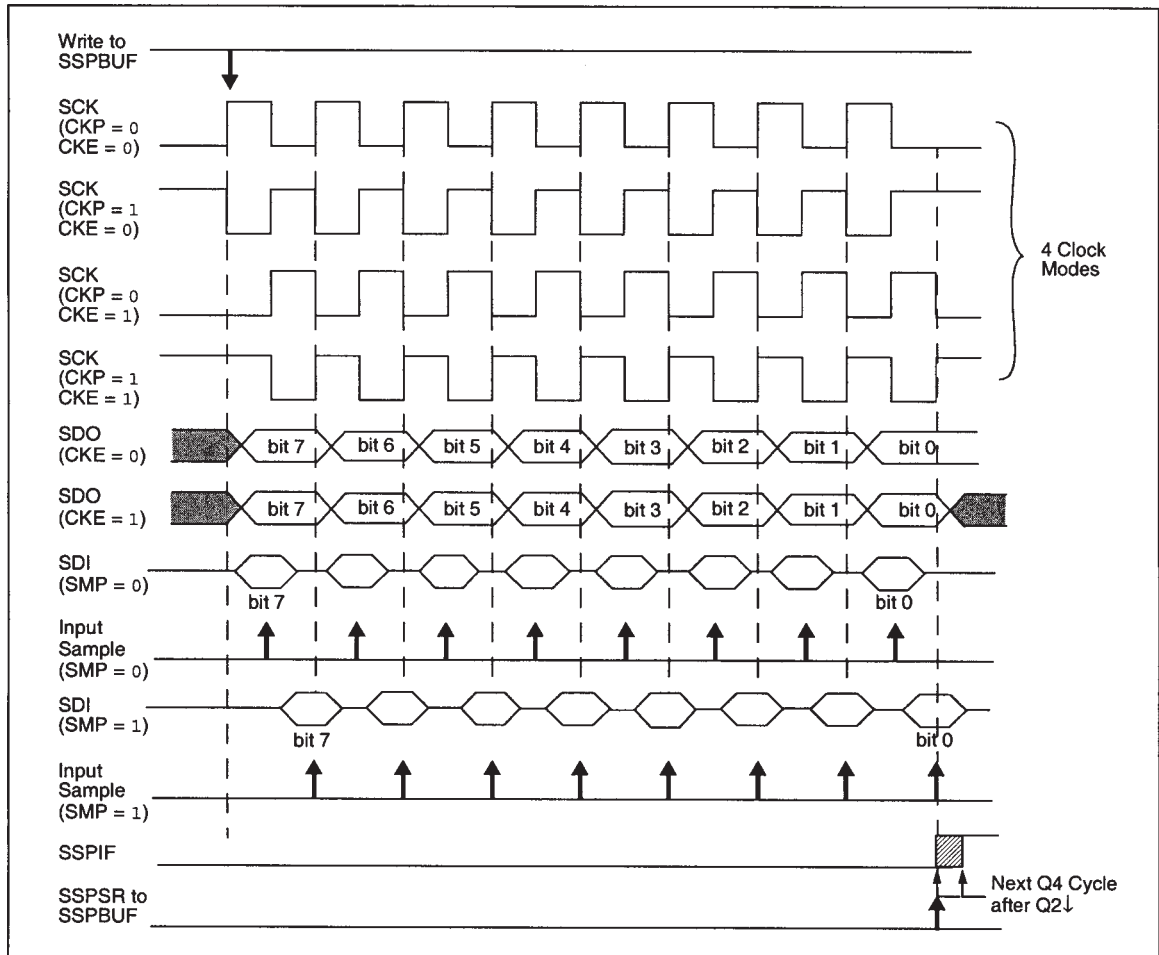 Write to
SSPBUF
SCK
(CKP = 0
CKE = 0)
SCK
(CKP = 1
CKE = 0)
4 Clock
Modes
SCK
(CKP = 0
CKE = 1)
SCK
(CKP = 1
CKE = 1)
SDO
(CKE = 0)
bit 7 bit 6 bit 5 bit 4 bit 3 bit 2 bit 1 bit 0
SDO
(CKE = 1)
bit 7 bit 6 bit 5 bit 4 bit 3 bit 2 bit 1 bit 0
SDI
(SMP = 0)
bit 7 bit 0
Input
Sample
(SMP = 0)
SDI
(SMP = 1)
bit 7 bit 0
Input
Sample
(SMP = 1)
SSPIF
SSPSR to
SSPBUF
Next Q4 Cycle
after Q2↓